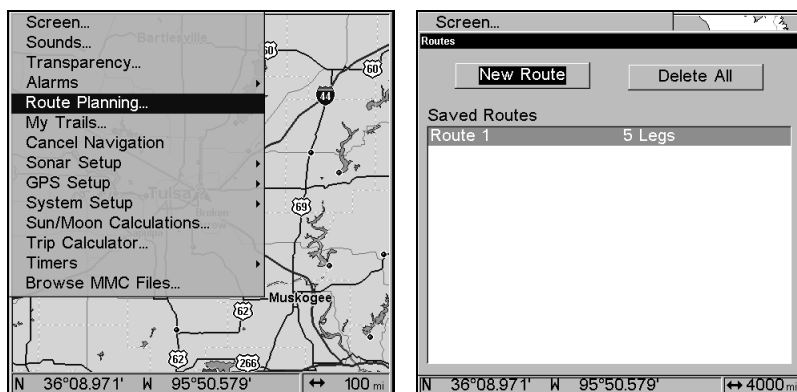 Screen…
Sounds…
Transparency…
Alarms
Route Planning…
My Trails…
Cancel Navigation
Sonar Setup
GPS Setup
System Setup
Sun/Moon Calculations…
Trip Calculator…
Timers
Browse MMC Files…
Bartlesville
60
60
44
Tulsa
Broken
69
Muskogee
62
62
266
N 36°08.971' W 95°50.579' ↔ 100 mi
Screen…
Routes
New Route Delete All
Saved Routes
Route 1 5 Legs
N 36°08.971' W 95°50.579' ↔ 4000 mi